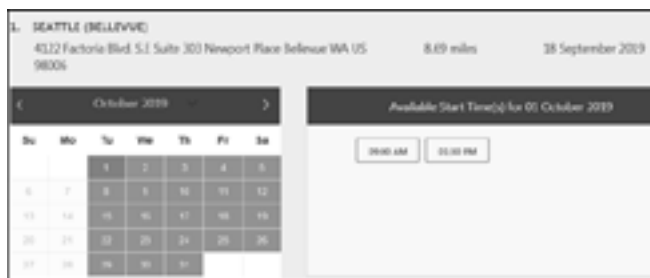 1. SEATTLE (BELLEVUE)
4122 Factoria Blvd. S.E Suite 303 Newport Place Bellevue WA US 8.69 miles 18 September 2019
98006
October 2019
Su Mo Tu We Th Fr Sa
1 2 3 4 5
6 7 8 9 10 11 12
13 14 15 16 17 18 19
20 21 22 23 24 25 26
27 28 29 30 31
Available Start Time(s) for 01 October 2019
09:00 AM 01:30 PM